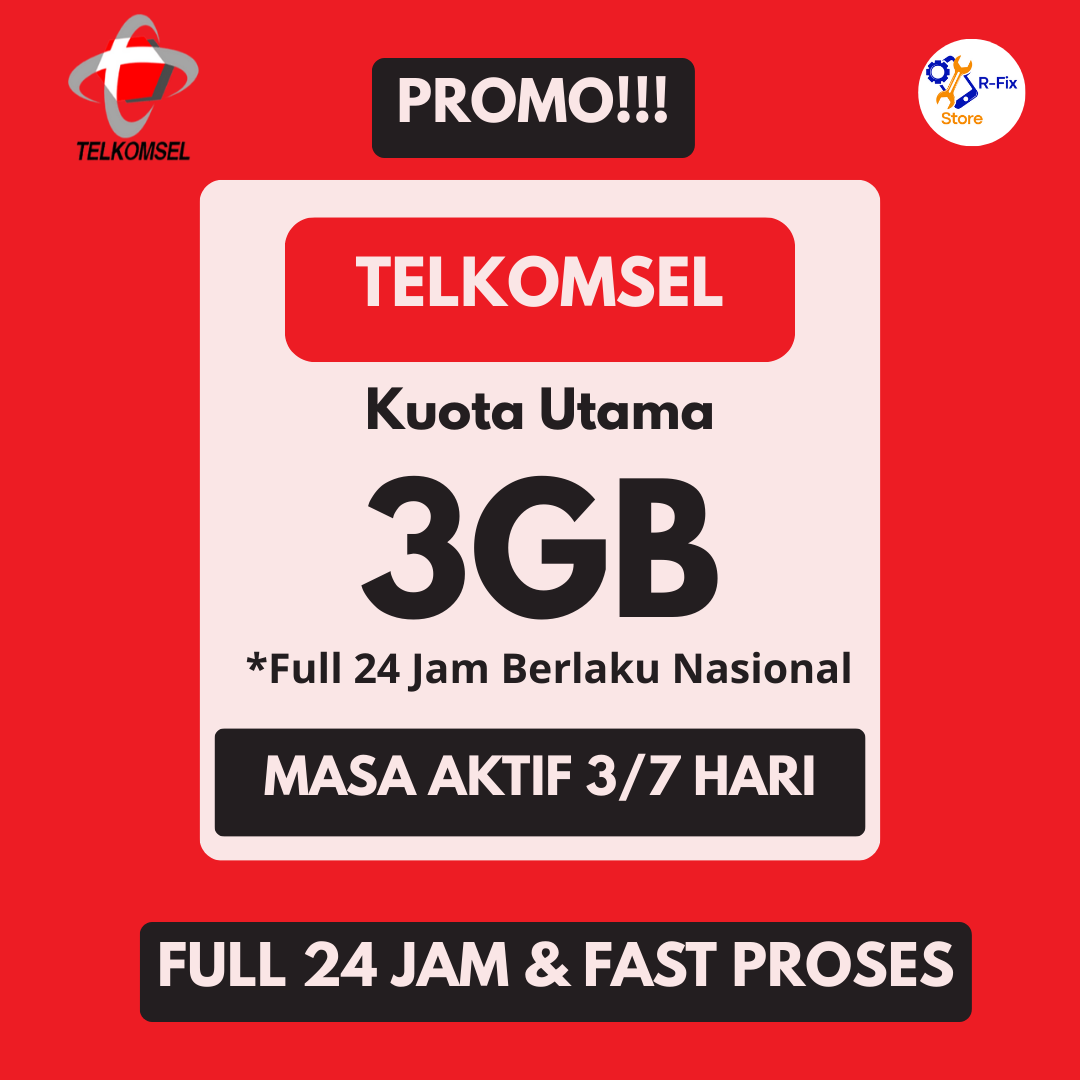 TELKOMSEL
PROMO!!!
R-Fix
Store
TELKOMSEL
Kuota Utama
3GB
*Full 24 Jam Berlaku Nasional
MASA AKTIF 3/7 HARI
FULL 24 JAM & FAST PROSES